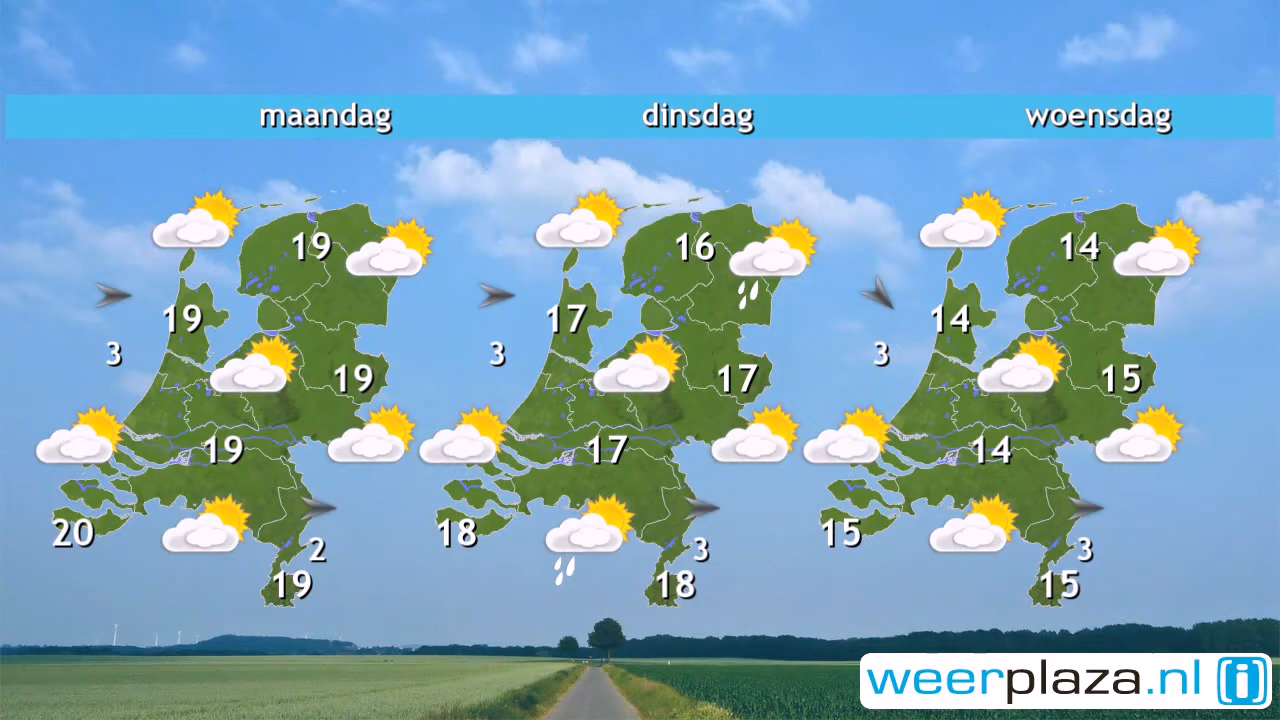 maandag dinsdag woensdag
19 16 14
19 17 14
3 3 3
19 17 15
19 17 14
20 18 15
2 3 3
19 18 15
weerplaza.nl i